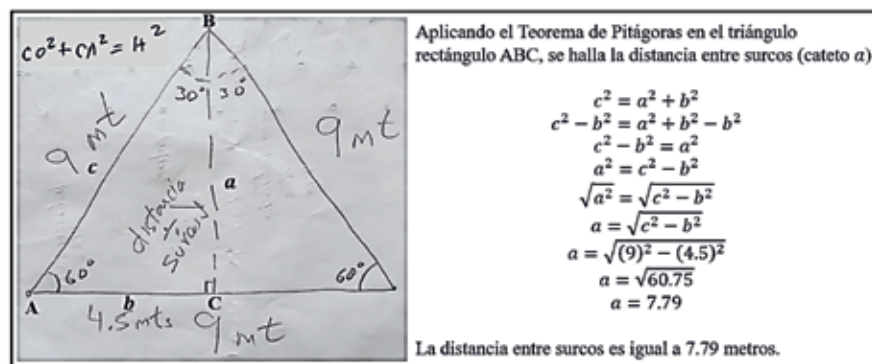 B
CO²+CA²=H²
30° 30°
9 mt
9 mt
c
a
distancia
surcos
60°
60°
A
b
C
4.5 mts
9 mt
Aplicando el Teorema de Pitágoras en el triángulo
rectángulo ABC, se halla la distancia entre surcos (cateto a)
c² = a² + b²
c² − b² = a² + b² − b²
c² − b² = a²
a² = c² − b²
√a² = √(c² − b²)
a = √(c² − b²)
a = √((9)² − (4.5)²)
a = √60.75
a = 7.79
La distancia entre surcos es igual a 7.79 metros.